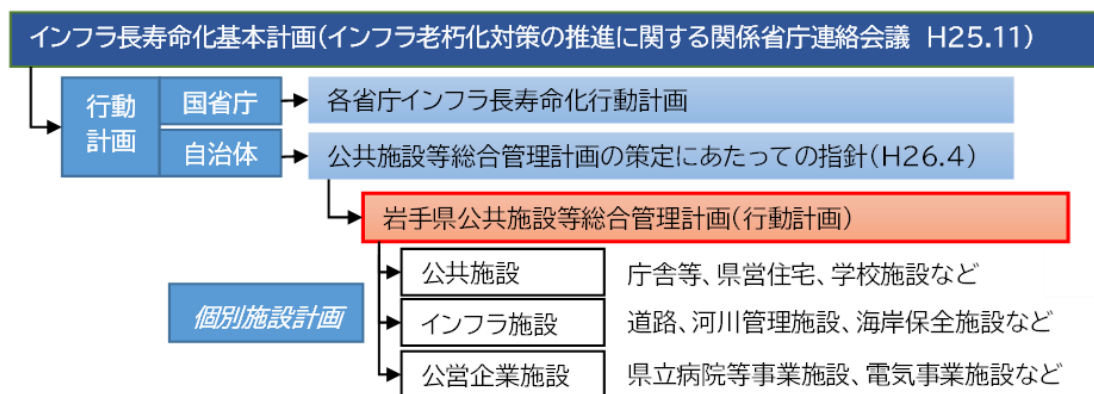 インフラ長寿命化基本計画(インフラ老朽化対策の推進に関する関係省庁連絡会議 H25.11)
行動
計画
国省庁
各省庁インフラ長寿命化行動計画
自治体
公共施設等総合管理計画の策定にあたっての指針(H26.4)
岩手県公共施設等総合管理計画(行動計画)
個別施設計画
公共施設
庁舎等、県営住宅、学校施設など
インフラ施設
道路、河川管理施設、海岸保全施設など
公営企業施設
県立病院等事業施設、電気事業施設など